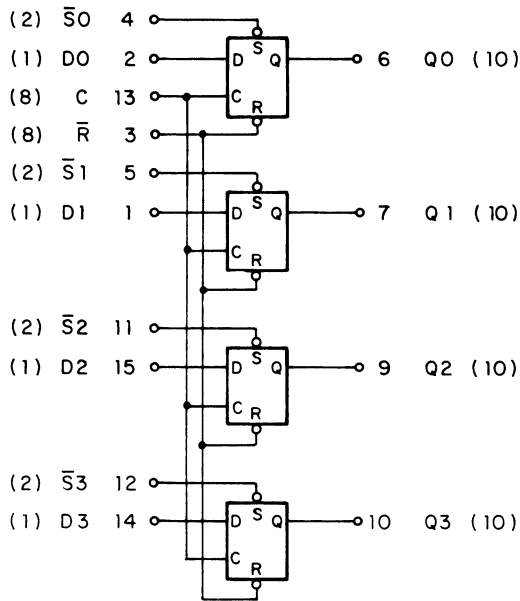 (2) S̅0 4
S
(1) D0 2 D Q 6 Q0 (10)
(8) C 13 C
R
(8) R̅ 3
(2) S̅1 5
S
(1) D1 1 D Q 7 Q1 (10)
C
R
(2) S̅2 11
S
(1) D2 15 D Q 9 Q2 (10)
C
R
(2) S̅3 12
S
(1) D3 14 D Q 10 Q3 (10)
C
R